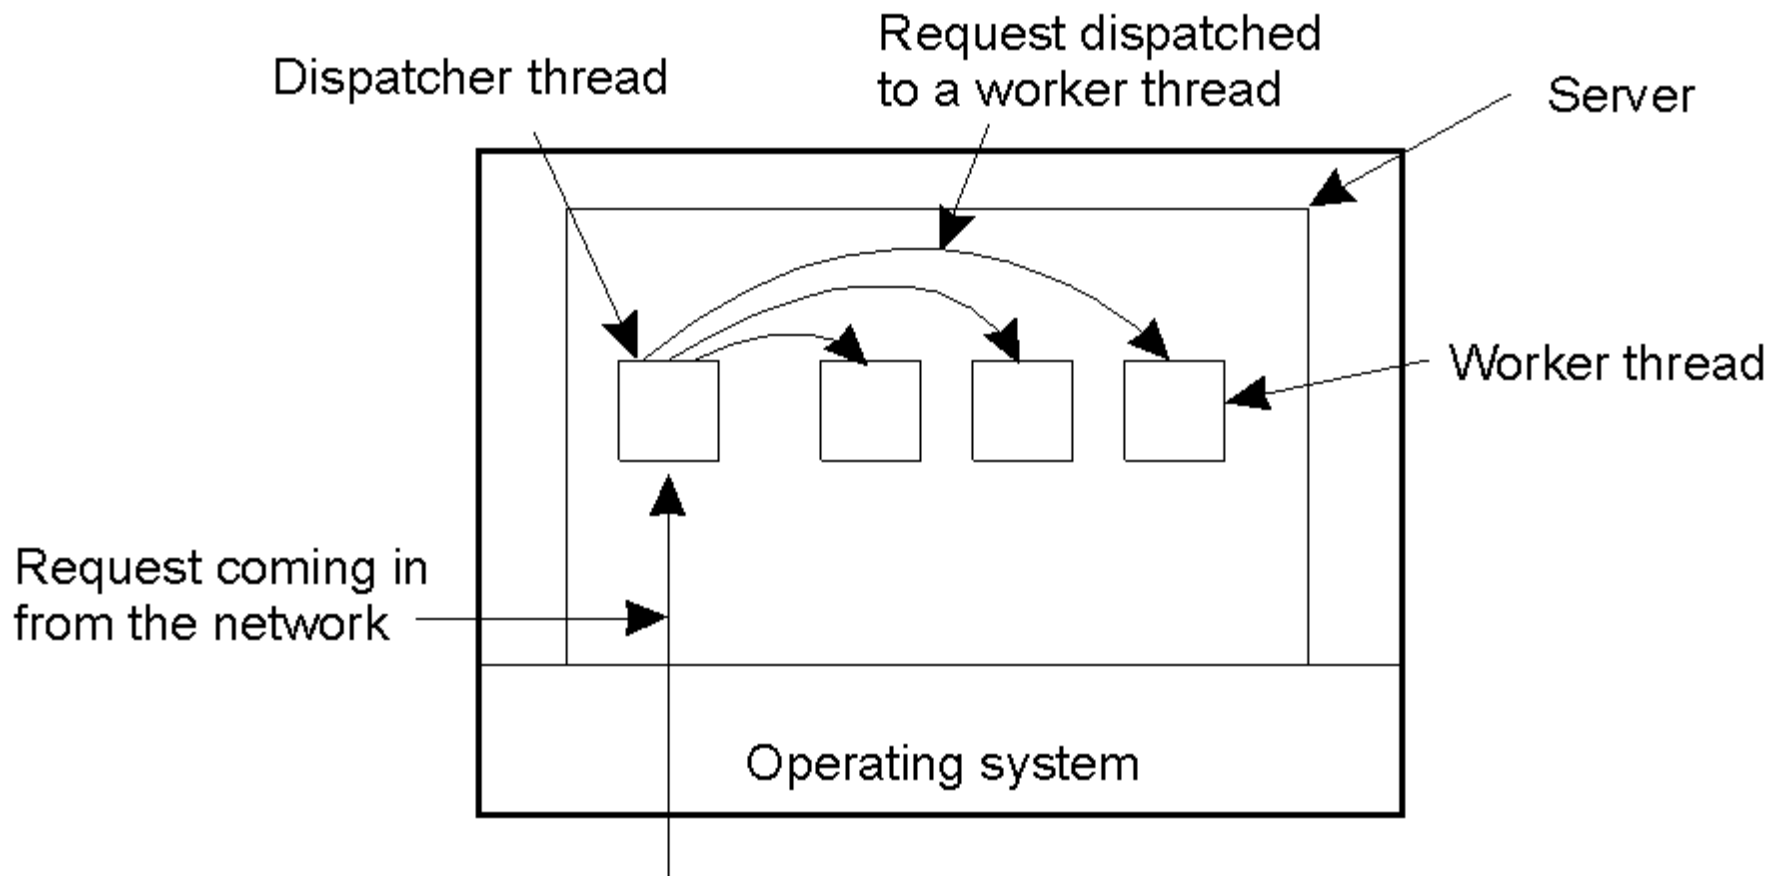 Dispatcher thread
Request dispatched
to a worker thread
Server
Worker thread
Request coming in
from the network
Operating system